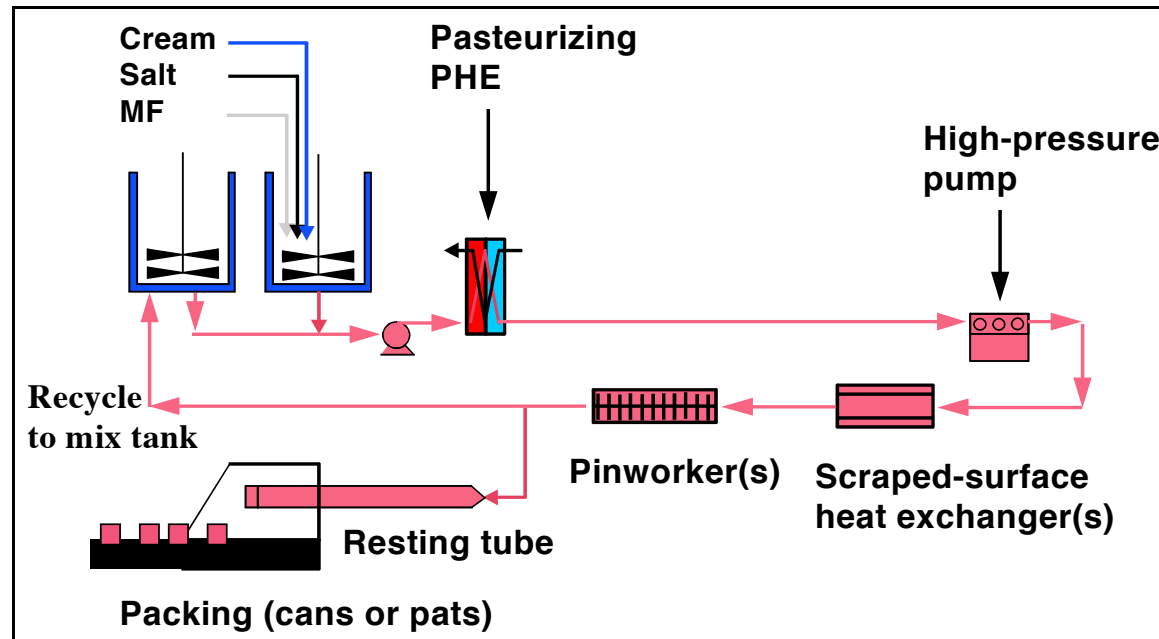 Cream
Salt
MF
Pasteurizing
PHE
High-pressure
pump
Recycle
to mix tank
Pinworker(s)
Scraped-surface
heat exchanger(s)
Resting tube
Packing (cans or pats)